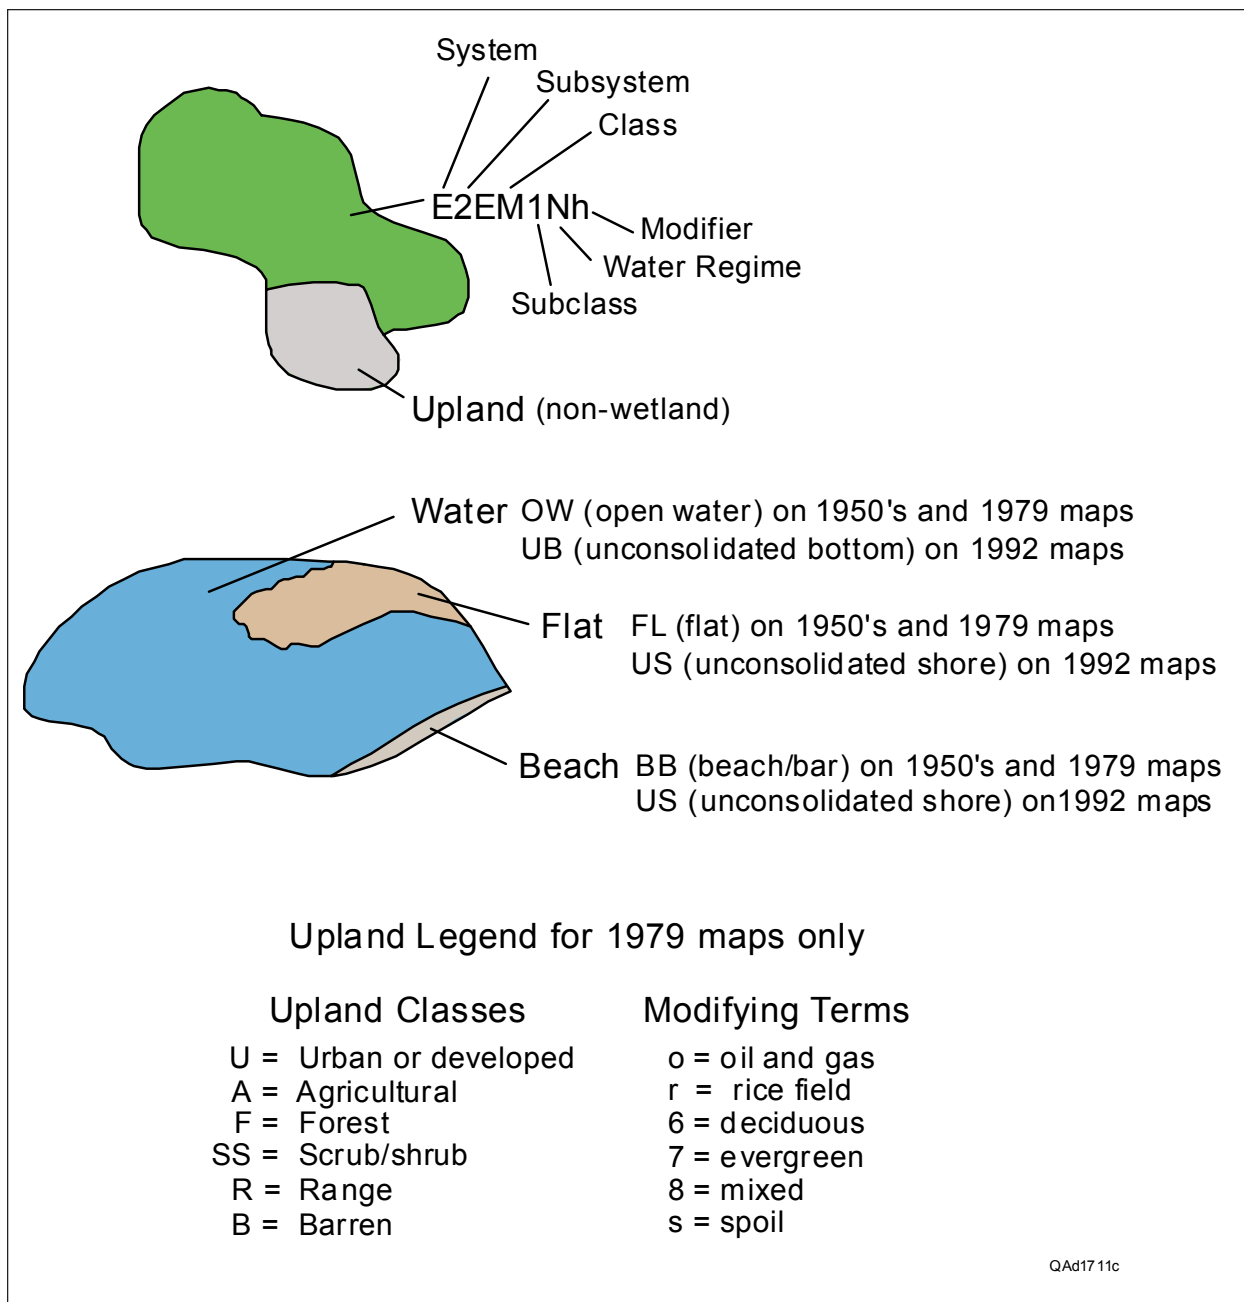 System
Subsystem
Class
E2EM1Nh
Modifier
Water Regime
Subclass
Upland (non-wetland)
Water OW (open water) on 1950's and 1979 maps
UB (unconsolidated bottom) on 1992 maps
Flat FL (flat) on 1950's and 1979 maps
US (unconsolidated shore) on 1992 maps
Beach BB (beach/bar) on 1950's and 1979 maps
US (unconsolidated shore) on1992 maps
Upland Legend for 1979 maps only
Upland Classes
U = Urban or developed
A = Agricultural
F = Forest
SS = Scrub/shrub
R = Range
B = Barren
Modifying Terms
o = oil and gas
r = rice field
6 = deciduous
7 = evergreen
8 = mixed
s = spoil
QAd1711c